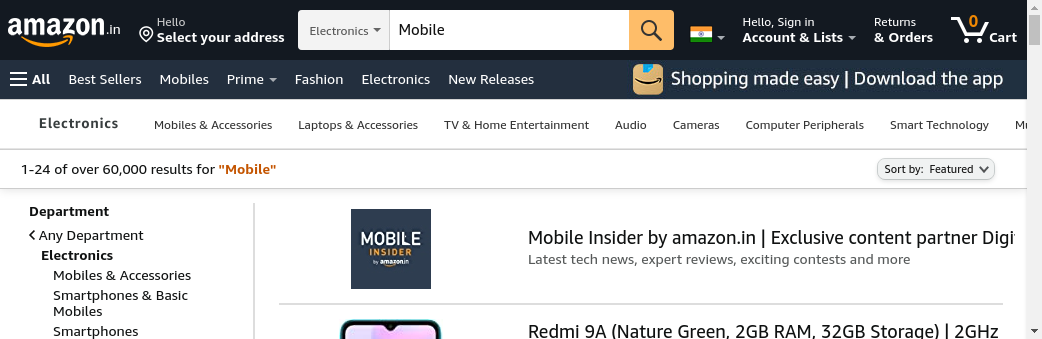 amazon.in
Hello
Select your address
Electronics
Mobile
Hello, Sign in
Account & Lists
Returns
& Orders
0
Cart
All
Best Sellers
Mobiles
Prime
Fashion
Electronics
New Releases
Shopping made easy | Download the app
Electronics
Mobiles & Accessories
Laptops & Accessories
TV & Home Entertainment
Audio
Cameras
Computer Peripherals
Smart Technology
1-24 of over 60,000 results for "Mobile"
Sort by: Featured
Department
Any Department
Electronics
Mobiles & Accessories
Smartphones & Basic
Mobiles
Smartphones
MOBILE
INSIDER
by amazon.in
Mobile Insider by amazon.in | Exclusive content partner Digi
Latest tech news, expert reviews, exciting contests and more
Redmi 9A (Nature Green, 2GB RAM, 32GB Storage) | 2GHz